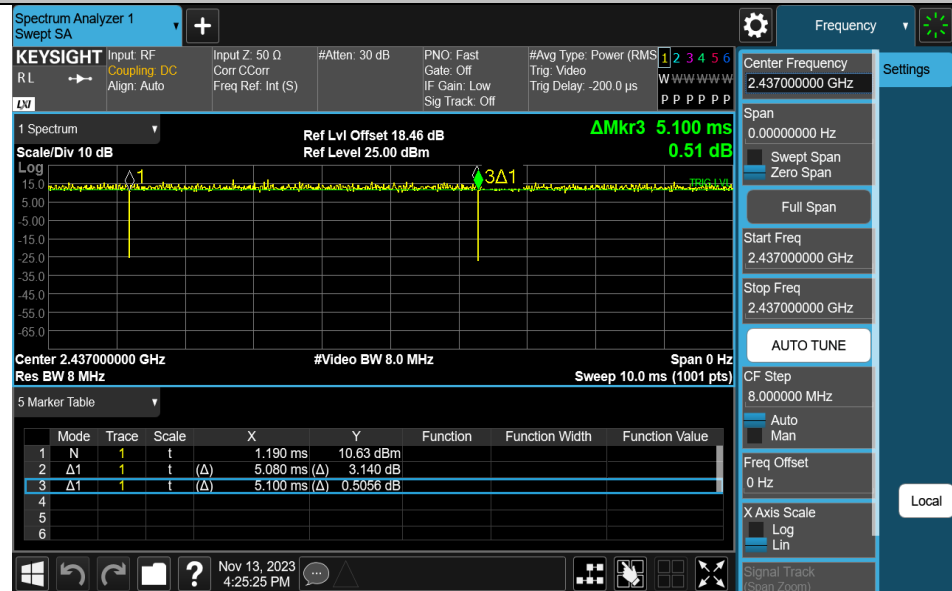 Spectrum Analyzer 1
Swept SA
+
Frequency
KEYSIGHT
RL
LXI
Input: RF
Coupling: DC
Align: Auto
Input Z: 50 Ω
Corr CCorr
Freq Ref: Int (S)
#Atten: 30 dB
PNO: Fast
Gate: Off
IF Gain: Low
Sig Track: Off
#Avg Type: Power (RMS
Trig: Video
Trig Delay: -200.0 µs
1 2 3 4 5 6
W W W W W W
P P P P P P
1 Spectrum
Scale/Div 10 dB
Ref Lvl Offset 18.46 dB
Ref Level 25.00 dBm
ΔMkr3 5.100 ms
0.51 dB
Log
15.0
5.00
-5.00
-15.0
-25.0
-35.0
-45.0
-55.0
-65.0
1
3Δ1
TRIG LVL
Center 2.437000000 GHz
#Video BW 8.0 MHz
Span 0 Hz
Res BW 8 MHz
Sweep 10.0 ms (1001 pts)
5 Marker Table
Mode Trace Scale X Y Function Function Width Function Value
1 N 1 t 1.190 ms 10.63 dBm
2 Δ1 1 t (Δ) 5.080 ms (Δ) 3.140 dB
3 Δ1 1 t (Δ) 5.100 ms (Δ) 0.5056 dB
4
5
6
?
Nov 13, 2023
4:25:25 PM
Center Frequency
2.437000000 GHz
Span
0.00000000 Hz
Swept Span
Zero Span
Full Span
Start Freq
2.437000000 GHz
Stop Freq
2.437000000 GHz
AUTO TUNE
CF Step
8.000000 MHz
Auto
Man
Freq Offset
0 Hz
X Axis Scale
Log
Lin
Signal Track
(Span Zoom)
Settings
Local